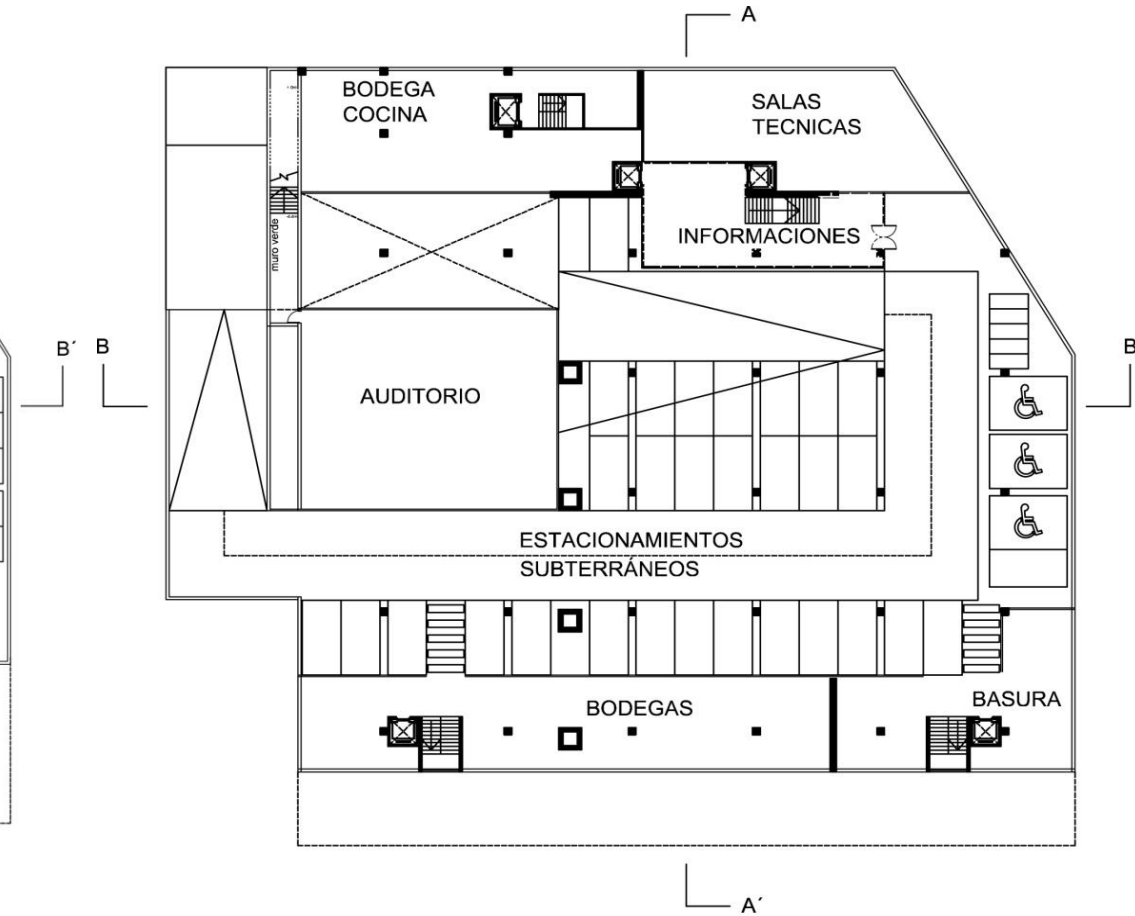 A
BODEGA
COCINA
SALAS
TECNICAS
muro verde
INFORMACIONES
B´
B
B
AUDITORIO
ESTACIONAMIENTOS
SUBTERRÁNEOS
BODEGAS
BASURA
A´